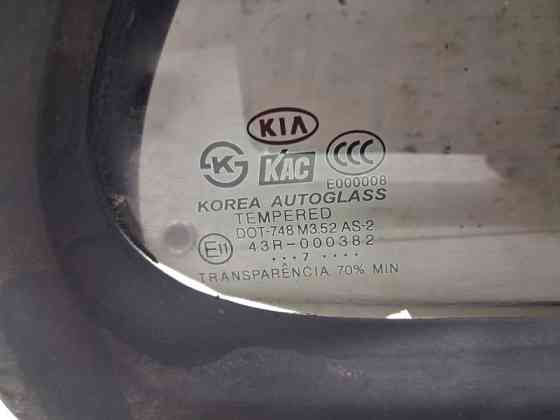 KIA
K KAC CCC
E000008
KOREA AUTOGLASS
TEMPERED
DOT-748 M352 AS-2
E11 43R-000382
...7 ....
TRANSPARÊNCIA 70% MIN